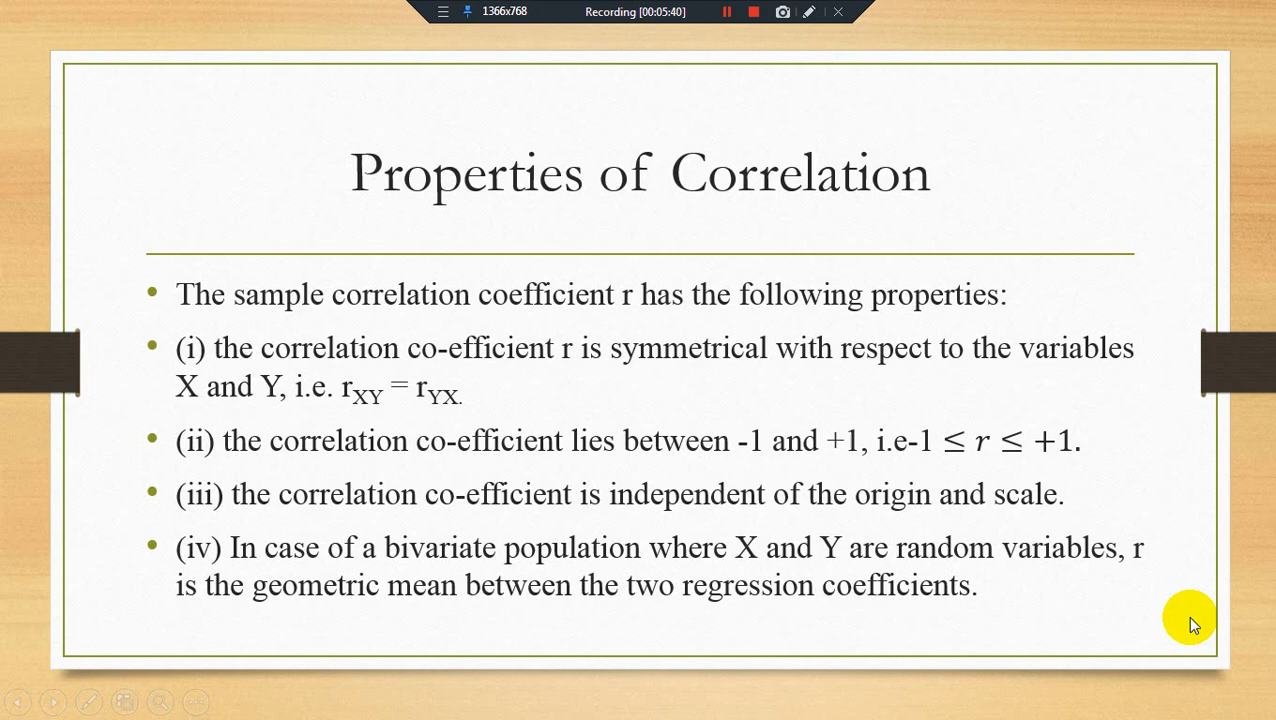 1366x768 Recording [00:05:40]
Properties of Correlation
• The sample correlation coefficient r has the following properties:
• (i) the correlation co-efficient r is symmetrical with respect to the variables
X and Y, i.e. rXY = rYX.
• (ii) the correlation co-efficient lies between -1 and +1, i.e-1 ≤ r ≤ +1.
• (iii) the correlation co-efficient is independent of the origin and scale.
• (iv) In case of a bivariate population where X and Y are random variables, r
is the geometric mean between the two regression coefficients.